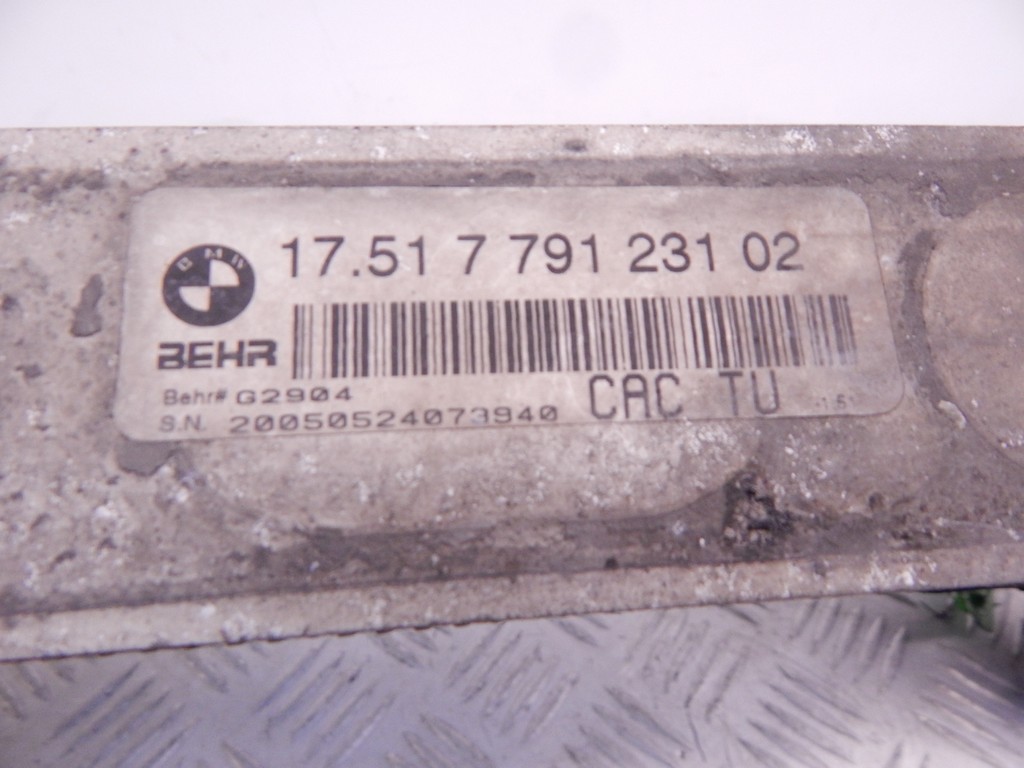 BMW
17.51 7 791 231 02
BEHR
Behr# G2904
S.N. 20050524073940
CAC TU